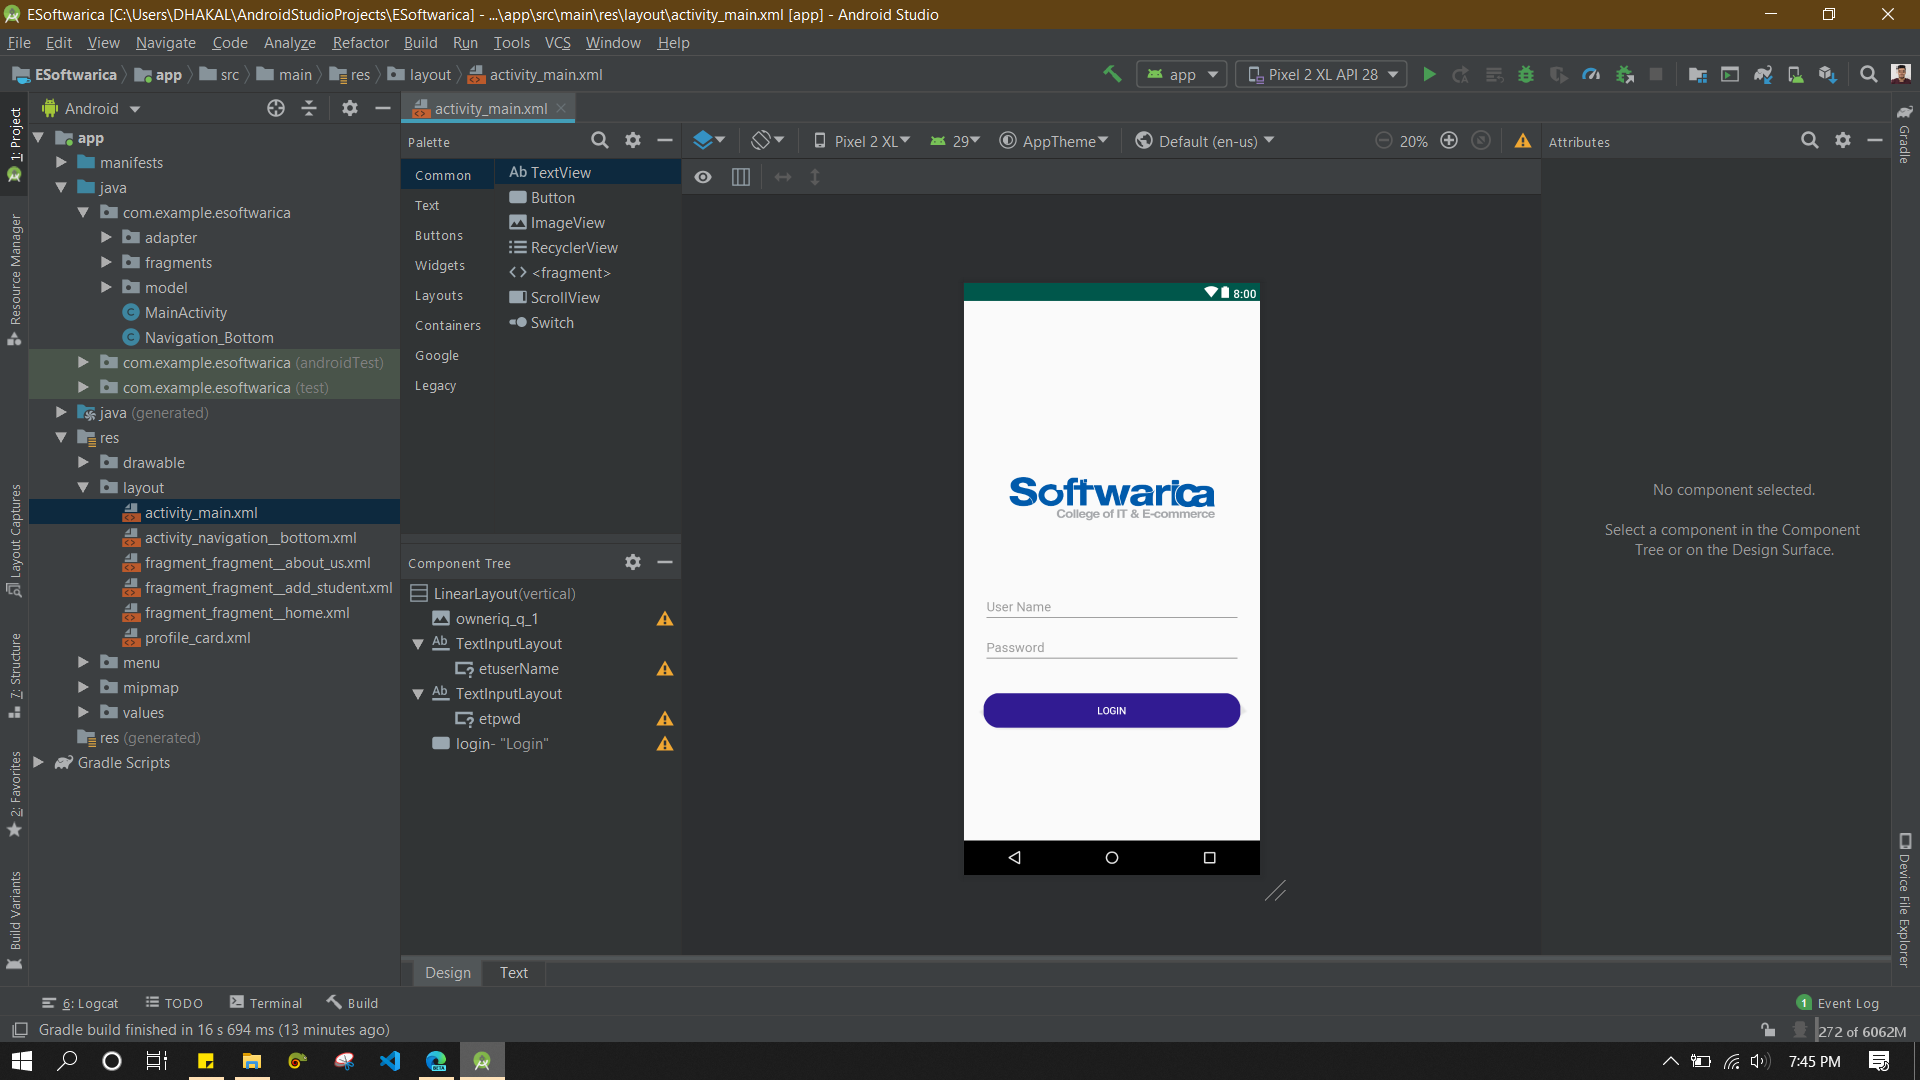 ESoftwarica [C:\Users\DHAKAL\AndroidStudioProjects\ESoftwarica] - ...\app\src\main\res\layout\activity_main.xml [app] - Android Studio
File Edit View Navigate Code Analyze Refactor Build Run Tools VCS Window Help
ESoftwarica app src main res layout activity_main.xml
app Pixel 2 XL API 28
Android
activity_main.xml
1: Project
Resource Manager
Layout Captures
7: Structure
2: Favorites
Build Variants
app
manifests
java
com.example.esoftwarica
adapter
fragments
model
MainActivity
Navigation_Bottom
com.example.esoftwarica (androidTest)
com.example.esoftwarica (test)
java (generated)
res
drawable
layout
activity_main.xml
activity_navigation__bottom.xml
fragment_fragment__about_us.xml
fragment_fragment__add_student.xml
fragment_fragment__home.xml
profile_card.xml
menu
mipmap
values
res (generated)
Gradle Scripts
Palette
Common
Text
Buttons
Widgets
Layouts
Containers
Google
Legacy
Ab TextView
Button
ImageView
RecyclerView
<fragment>
ScrollView
Switch
Component Tree
LinearLayout(vertical)
owneriq_q_1
Ab TextInputLayout
etuserName
Ab TextInputLayout
etpwd
login- "Login"
Pixel 2 XL 29 AppTheme Default (en-us) 20%
8:00
Softwarica
College of IT & E-commerce
User Name
Password
LOGIN
Attributes
No component selected.
Select a component in the Component
Tree or on the Design Surface.
Gradle
Device File Explorer
Design Text
6: Logcat TODO Terminal Build
1 Event Log
Gradle build finished in 16 s 694 ms (13 minutes ago)
272 of 6062M
BETA
7:45 PM